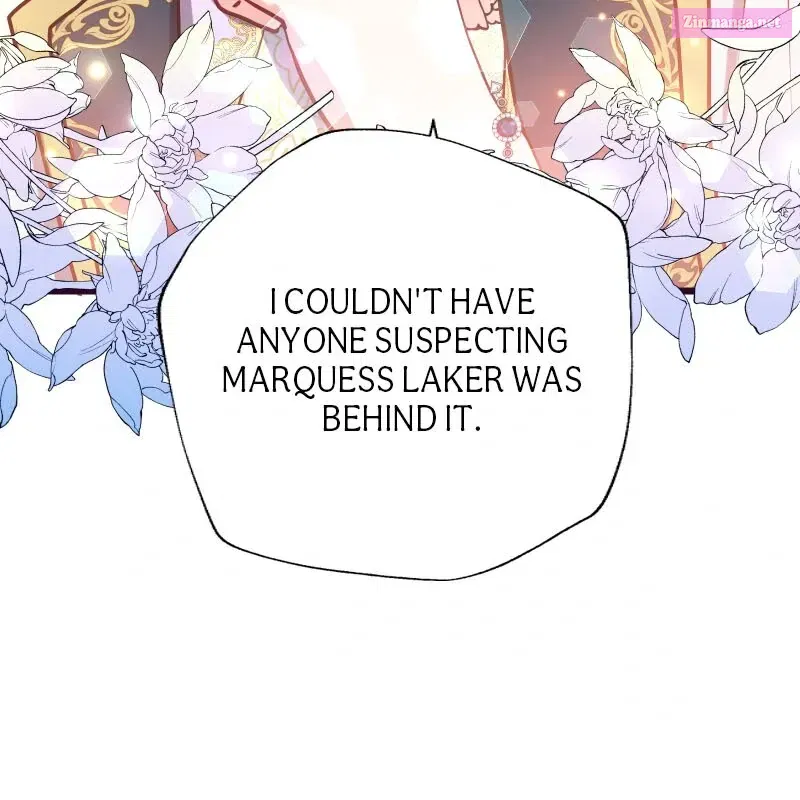 Zinmanga.net
I COULDN'T HAVE
ANYONE SUSPECTING
MARQUESS LAKER WAS
BEHIND IT.